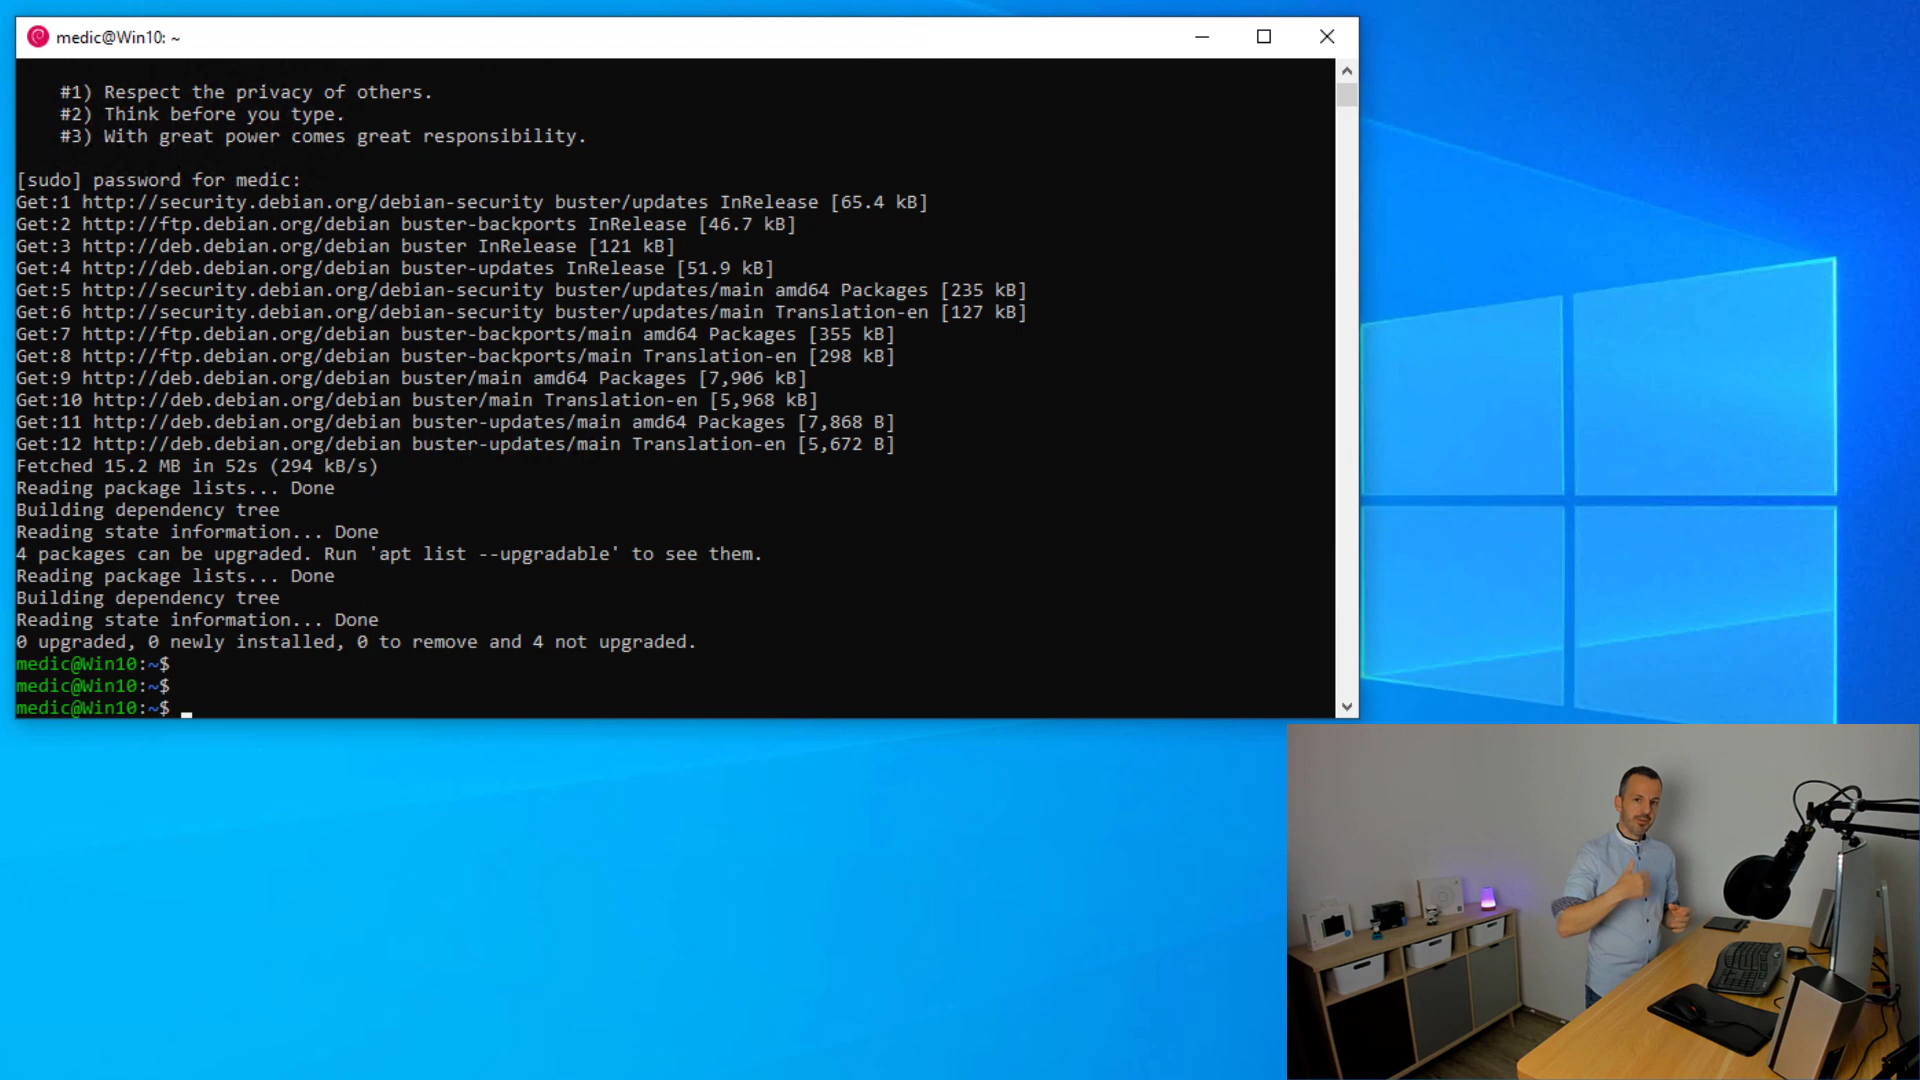 medic@Win10: ~
#1) Respect the privacy of others.
#2) Think before you type.
#3) With great power comes great responsibility.
[sudo] password for medic:
Get:1 http://security.debian.org/debian-security buster/updates InRelease [65.4 kB]
Get:2 http://ftp.debian.org/debian buster-backports InRelease [46.7 kB]
Get:3 http://deb.debian.org/debian buster InRelease [121 kB]
Get:4 http://deb.debian.org/debian buster-updates InRelease [51.9 kB]
Get:5 http://security.debian.org/debian-security buster/updates/main amd64 Packages [235 kB]
Get:6 http://security.debian.org/debian-security buster/updates/main Translation-en [127 kB]
Get:7 http://ftp.debian.org/debian buster-backports/main amd64 Packages [355 kB]
Get:8 http://ftp.debian.org/debian buster-backports/main Translation-en [298 kB]
Get:9 http://deb.debian.org/debian buster/main amd64 Packages [7,906 kB]
Get:10 http://deb.debian.org/debian buster/main Translation-en [5,968 kB]
Get:11 http://deb.debian.org/debian buster-updates/main amd64 Packages [7,868 B]
Get:12 http://deb.debian.org/debian buster-updates/main Translation-en [5,672 B]
Fetched 15.2 MB in 52s (294 kB/s)
Reading package lists... Done
Building dependency tree
Reading state information... Done
4 packages can be upgraded. Run 'apt list --upgradable' to see them.
Reading package lists... Done
Building dependency tree
Reading state information... Done
0 upgraded, 0 newly installed, 0 to remove and 4 not upgraded.
medic@Win10:~$
medic@Win10:~$
medic@Win10:~$